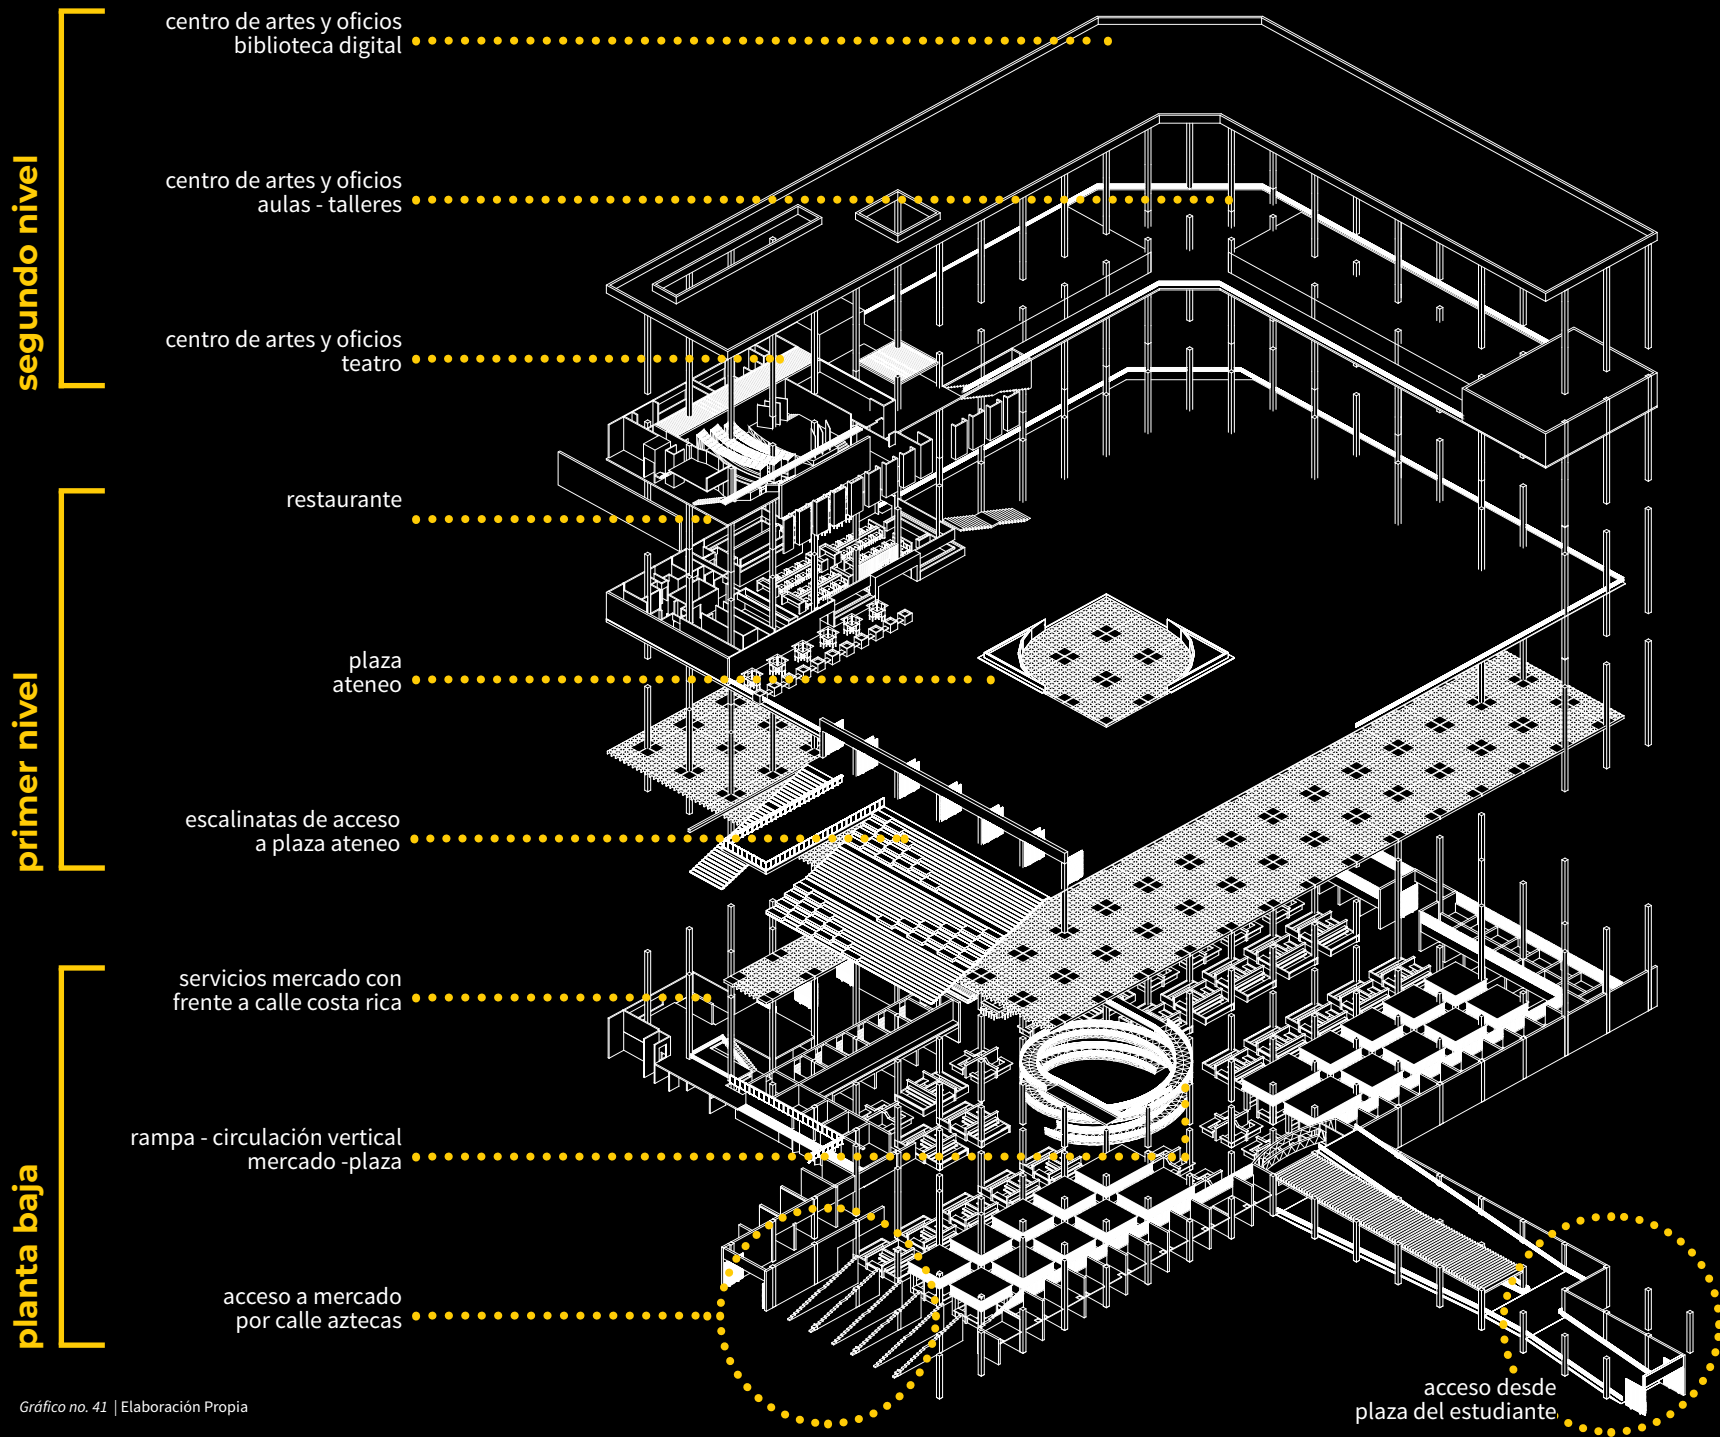 segundo nivel
centro de artes y oficios
biblioteca digital
centro de artes y oficios
aulas - talleres
centro de artes y oficios
teatro
primer nivel
restaurante
plaza
ateneo
escalinatas de acceso
a plaza ateneo
planta baja
servicios mercado con
frente a calle costa rica
rampa - circulación vertical
mercado -plaza
acceso a mercado
por calle aztecas
acceso desde
plaza del estudiante
Gráfico no. 41 | Elaboración Propia